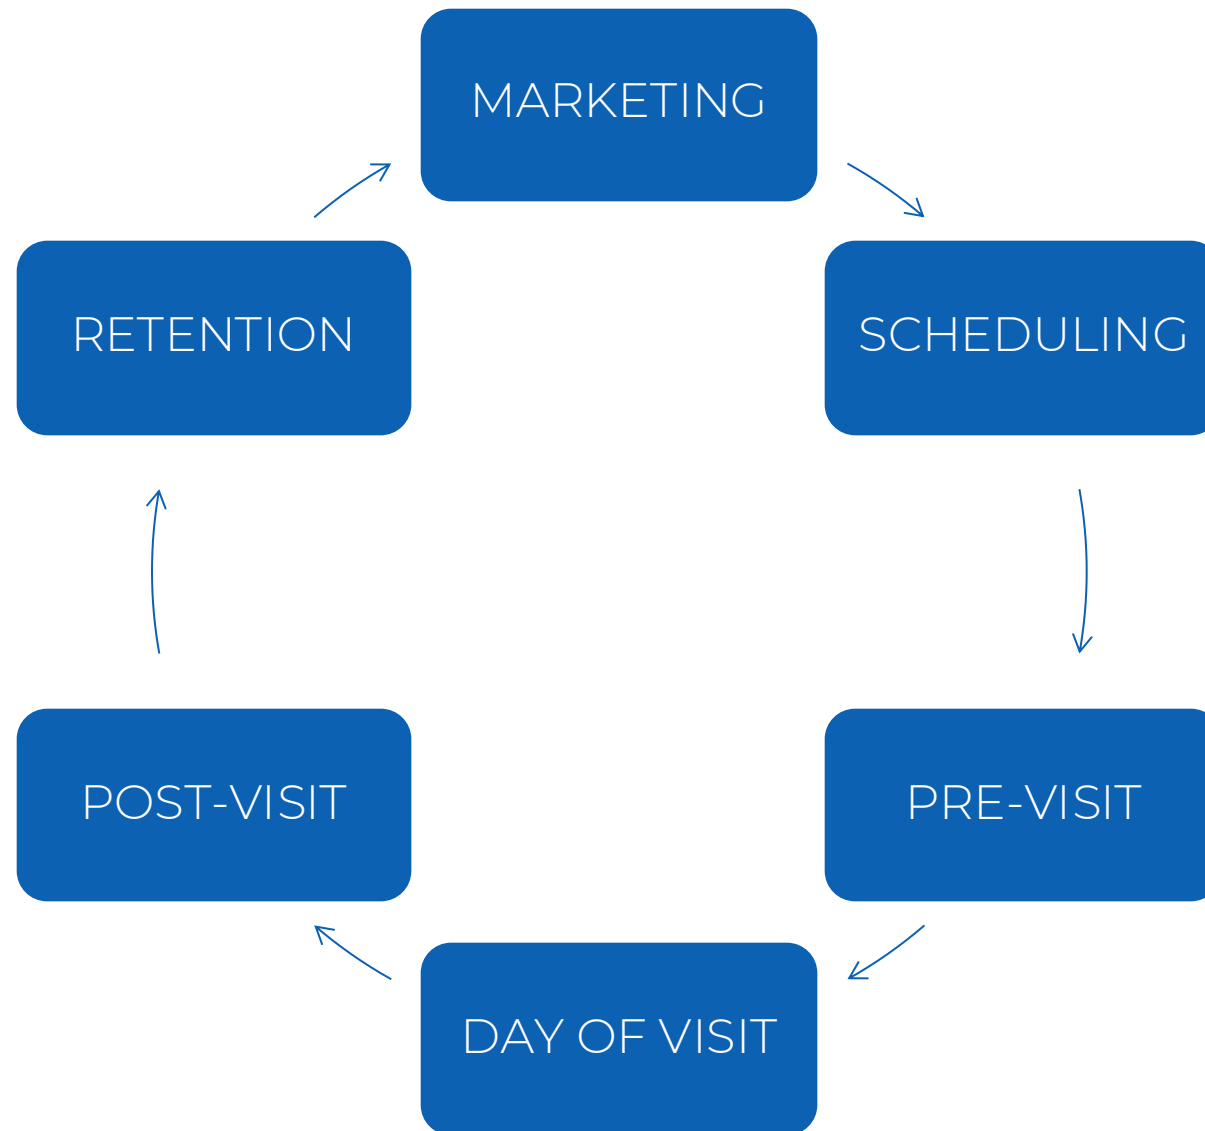 MARKETING
SCHEDULING
PRE-VISIT
DAY OF VISIT
POST-VISIT
RETENTION